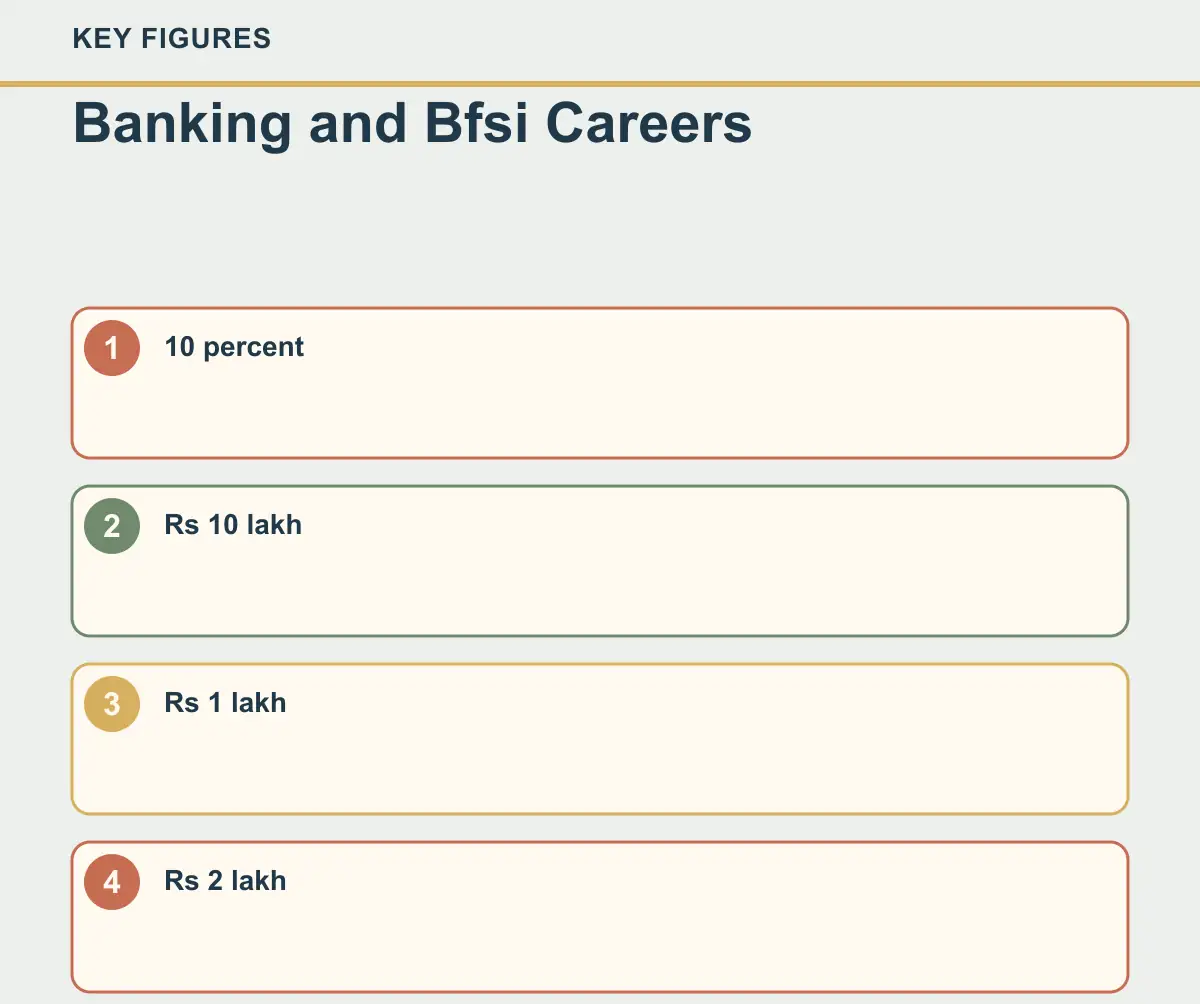 KEY FIGURES
Banking and Bfsi Careers
1 10 percent
2 Rs 10 lakh
3 Rs 1 lakh
4 Rs 2 lakh